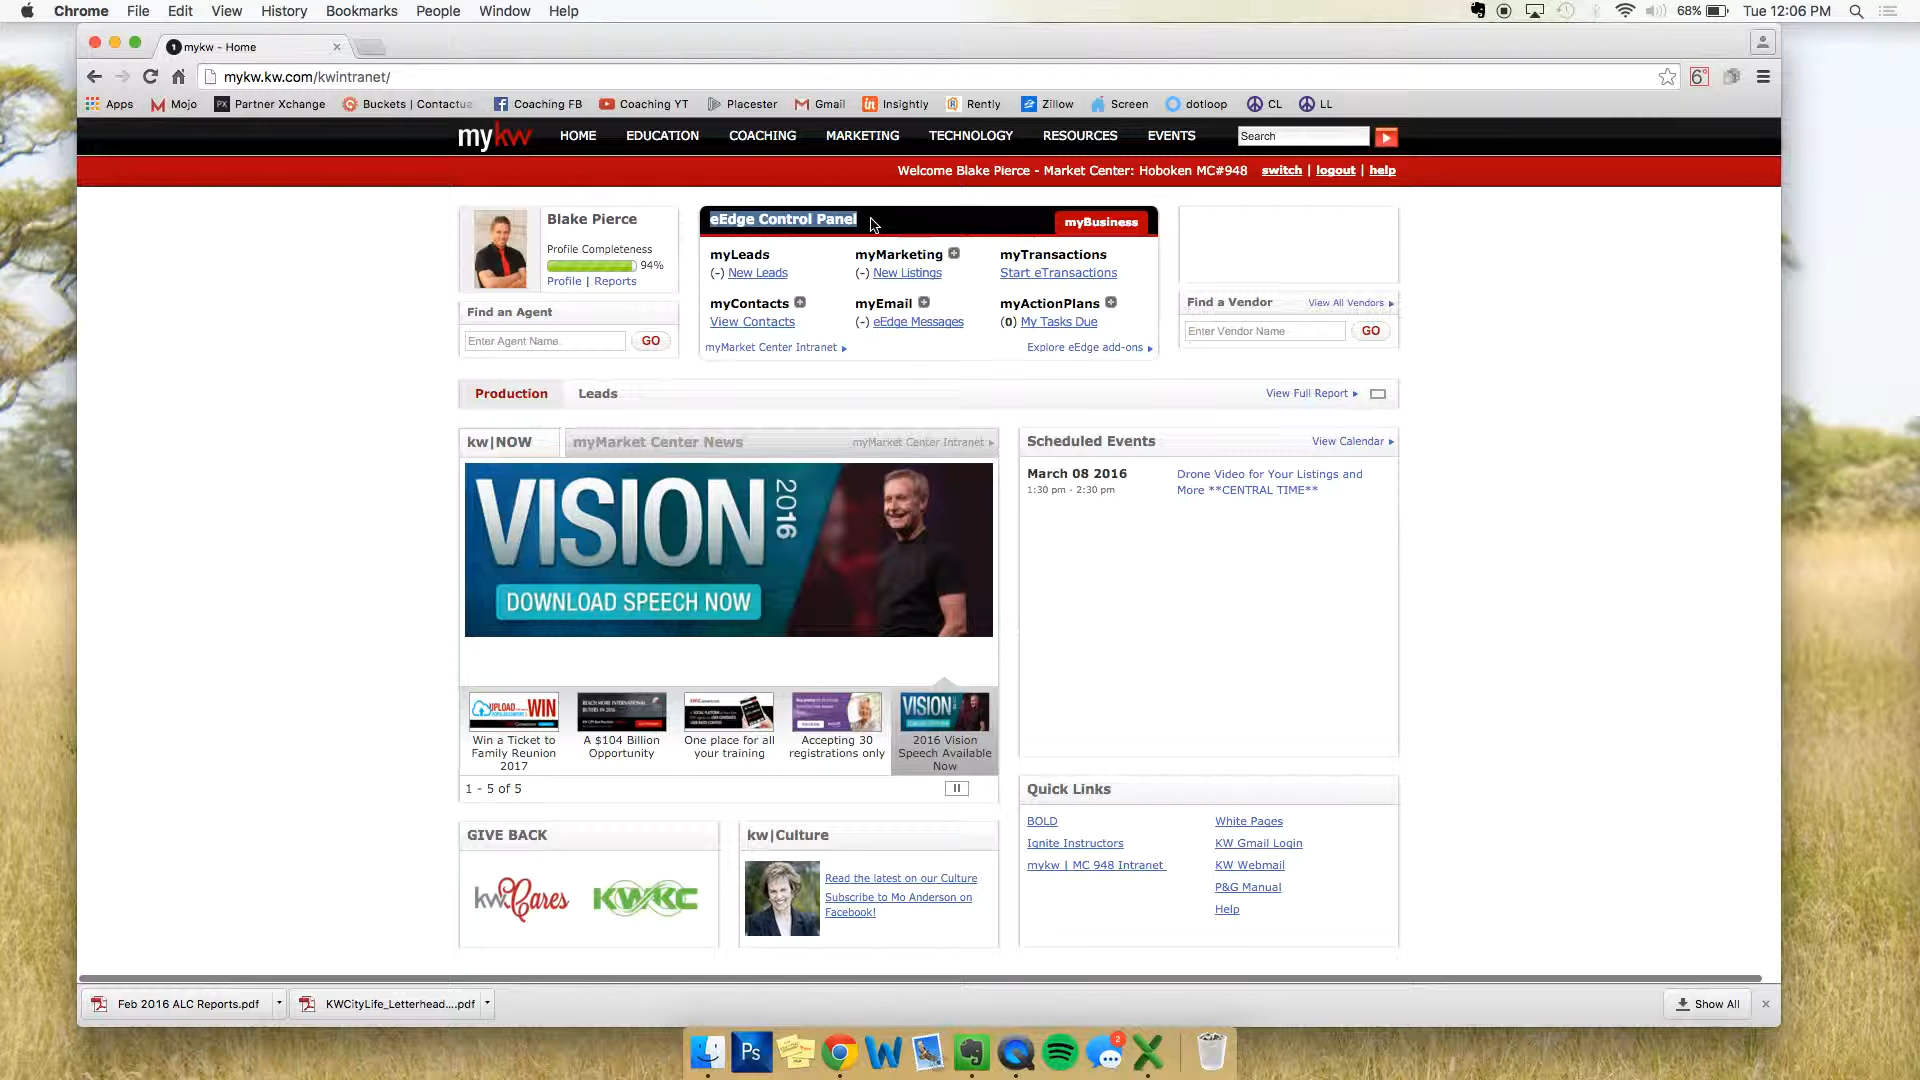 Chrome File Edit View History Bookmarks People Window Help 68% Tue 12:06 PM
mykw - Home
mykw.kw.com/kwintranet/
6
Apps Mojo PX Partner Xchange Buckets | Contactua Coaching FB Coaching YT Placester Gmail Insightly Rently Zillow Screen dotloop CL LL
mykw HOME EDUCATION COACHING MARKETING TECHNOLOGY RESOURCES EVENTS Search
Welcome Blake Pierce - Market Center: Hoboken MC#948 switch | logout | help
Blake Pierce
Profile Completeness
94%
Profile | Reports
Find an Agent
Enter Agent Name GO
eEdge Control Panel myBusiness
myLeads myMarketing myTransactions
(-) New Leads (-) New Listings Start eTransactions
myContacts myEmail myActionPlans
View Contacts (-) eEdge Messages (0) My Tasks Due
myMarket Center Intranet Explore eEdge add-ons
Find a Vendor View All Vendors
Enter Vendor Name GO
Production Leads View Full Report
kw|NOW myMarket Center News myMarket Center Intranet
VISION 2016
DOWNLOAD SPEECH NOW
UPLOAD WIN
VISION
Win a Ticket to Family Reunion 2017
A $104 Billion Opportunity
One place for all your training
Accepting 30 registrations only
2016 Vision Speech Available Now
1 - 5 of 5
Scheduled Events View Calendar
March 08 2016 Drone Video for Your Listings and
1:30 pm - 2:30 pm More **CENTRAL TIME**
GIVE BACK
kwCares KWKC
kw|Culture
Read the latest on our Culture
Subscribe to Mo Anderson on
Facebook!
Quick Links
BOLD White Pages
Ignite Instructors KW Gmail Login
mykw | MC 948 Intranet KW Webmail
P&G Manual
Help
Feb 2016 ALC Reports.pdf KWCityLife_Letterhead....pdf Show All
Ps W 2